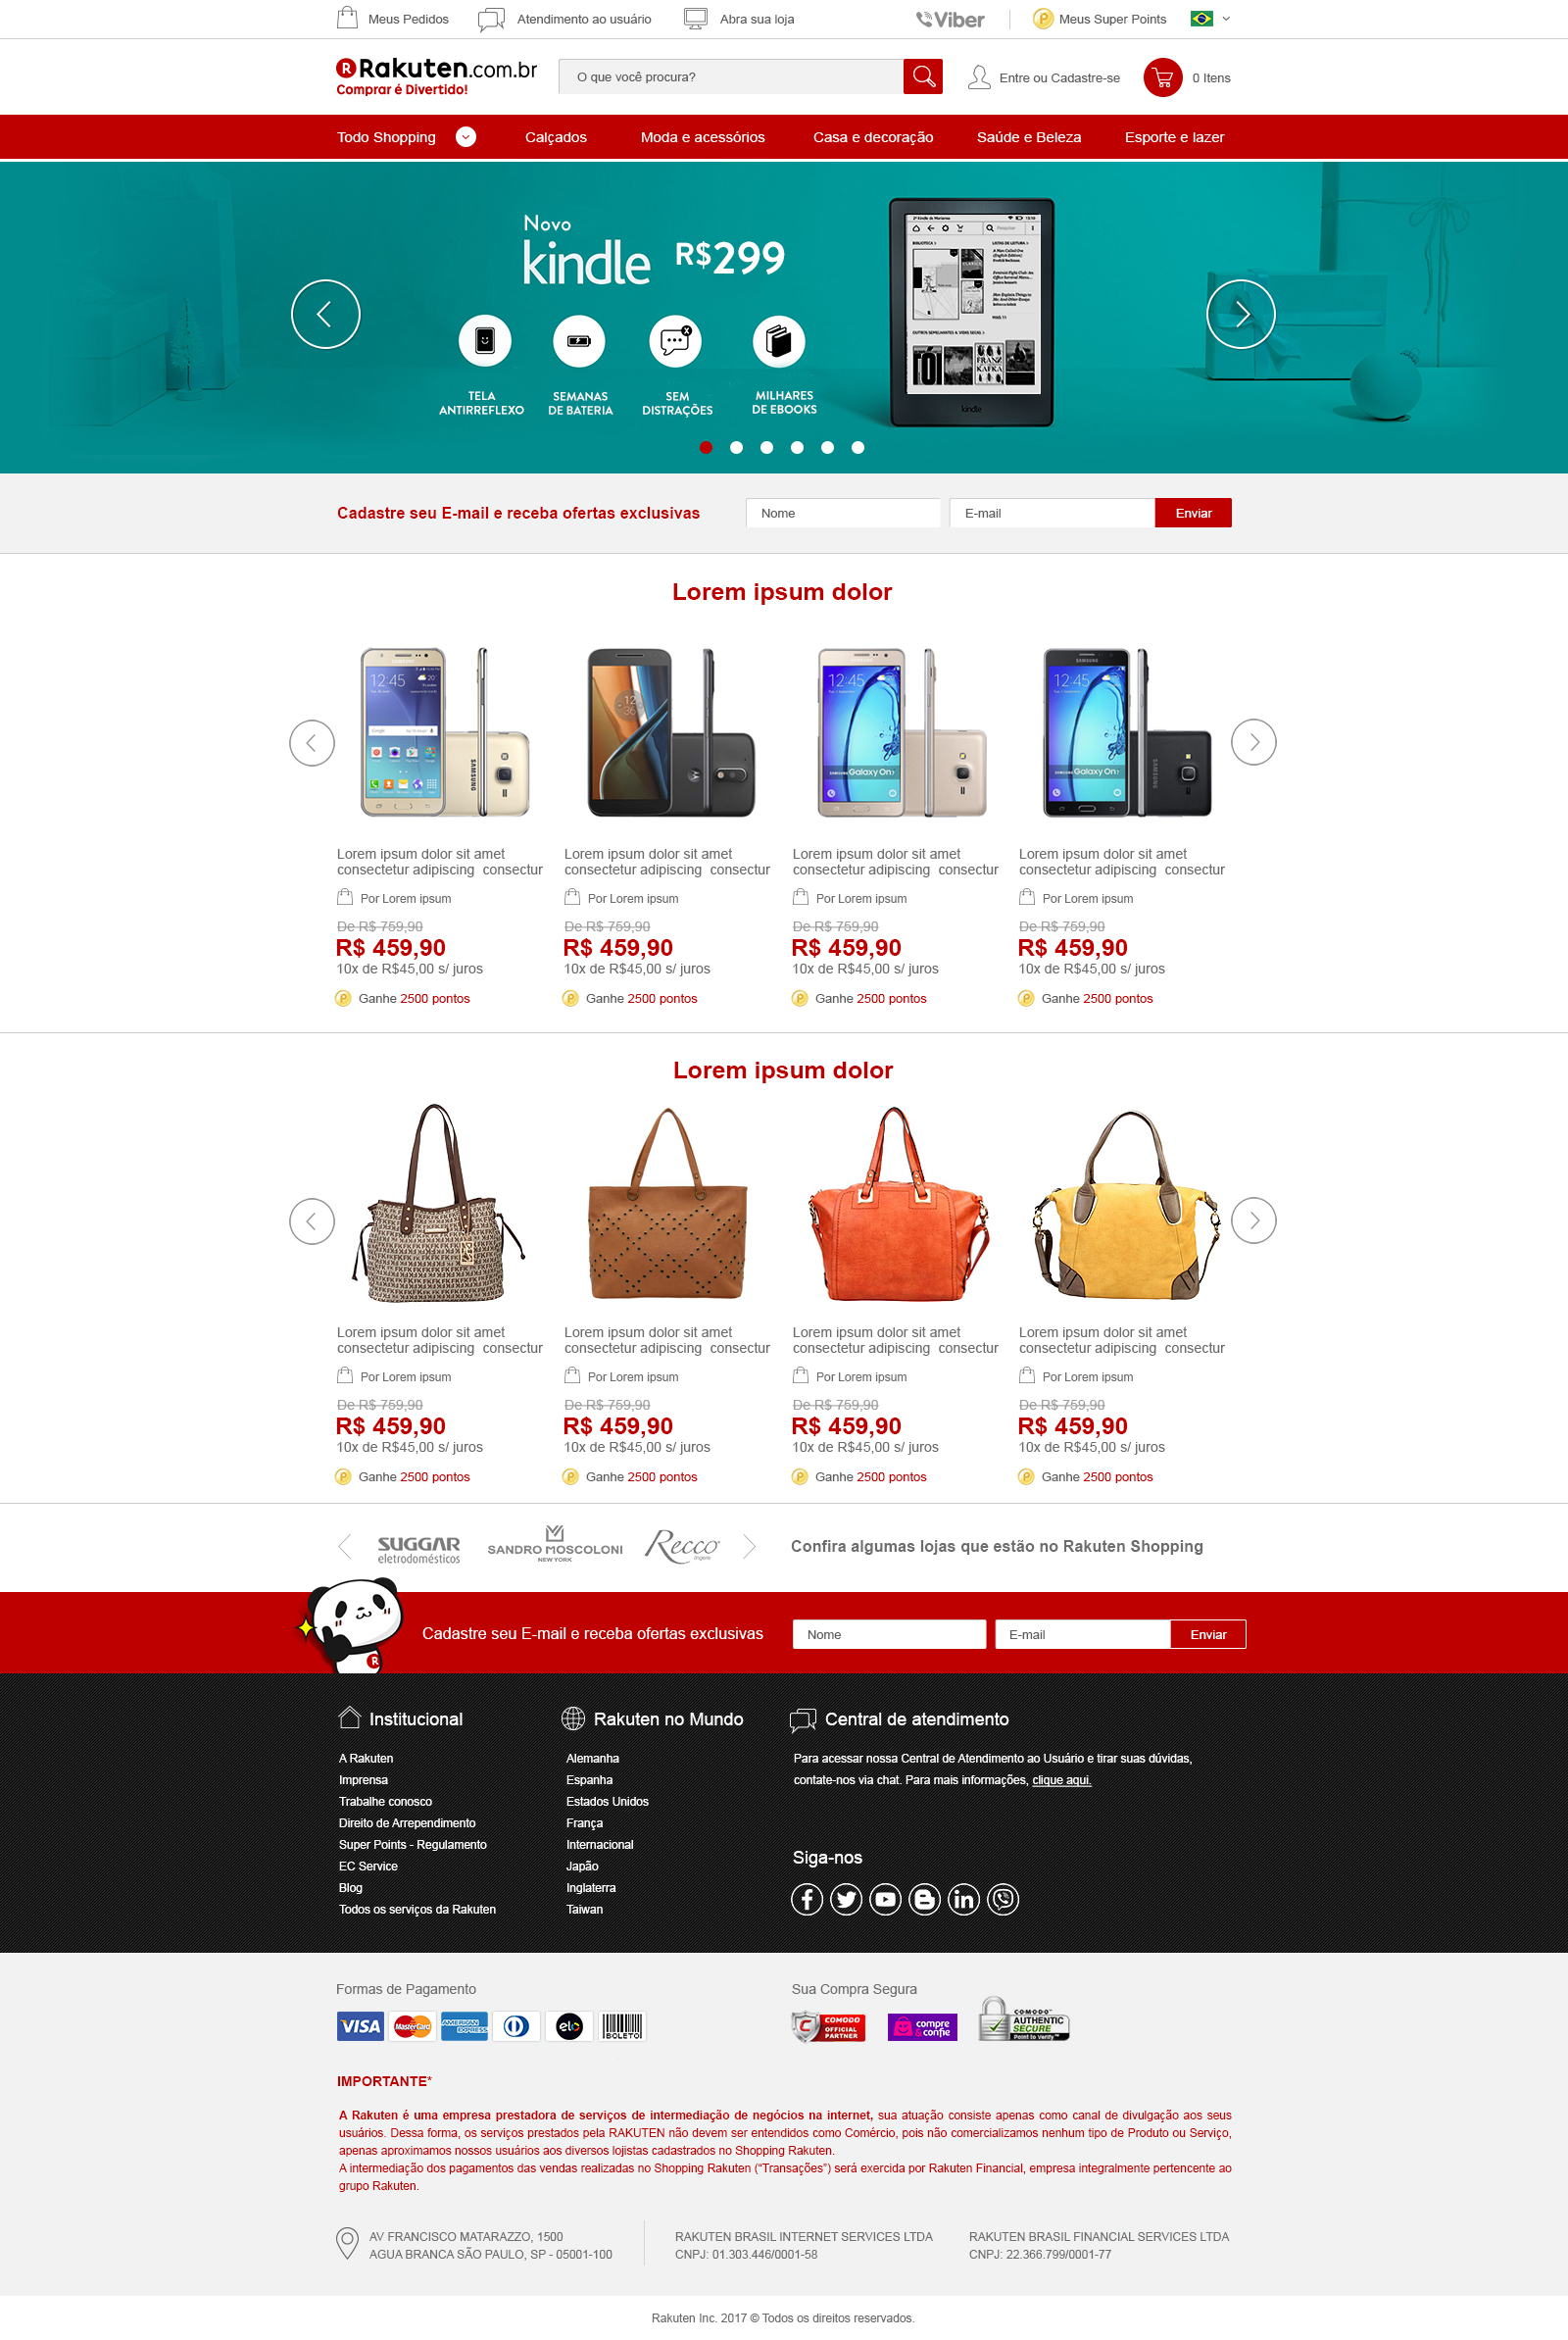 Meus Pedidos
Atendimento ao usuário
Abra sua loja
Viber
Meus Super Points
Rakuten.com.br
Comprar é Divertido!
O que você procura?
Entre ou Cadastre-se
0 Itens
Todo Shopping
Calçados
Moda e acessórios
Casa e decoração
Saúde e Beleza
Esporte e lazer
Novo
kindle
R$299
TELA
ANTIRREFLEXO
SEMANAS
DE BATERIA
SEM
DISTRAÇÕES
MILHARES
DE EBOOKS
kindle
Cadastre seu E-mail e receba ofertas exclusivas
Nome
E-mail
Enviar
Lorem ipsum dolor
12:45
SAMSUNG
12:45
Galaxy On7
12:45
Galaxy On7
SAMSUNG
Lorem ipsum dolor sit amet
consectetur adipiscing consectur
Por Lorem ipsum
De R$ 759,90
R$ 459,90
10x de R$45,00 s/ juros
Ganhe 2500 pontos
Lorem ipsum dolor sit amet
consectetur adipiscing consectur
Por Lorem ipsum
De R$ 759,90
R$ 459,90
10x de R$45,00 s/ juros
Ganhe 2500 pontos
Lorem ipsum dolor sit amet
consectetur adipiscing consectur
Por Lorem ipsum
De R$ 759,90
R$ 459,90
10x de R$45,00 s/ juros
Ganhe 2500 pontos
Lorem ipsum dolor sit amet
consectetur adipiscing consectur
Por Lorem ipsum
De R$ 759,90
R$ 459,90
10x de R$45,00 s/ juros
Ganhe 2500 pontos
Lorem ipsum dolor
Lorem ipsum dolor sit amet
consectetur adipiscing consectur
Por Lorem ipsum
De R$ 759,90
R$ 459,90
10x de R$45,00 s/ juros
Ganhe 2500 pontos
Lorem ipsum dolor sit amet
consectetur adipiscing consectur
Por Lorem ipsum
De R$ 759,90
R$ 459,90
10x de R$45,00 s/ juros
Ganhe 2500 pontos
Lorem ipsum dolor sit amet
consectetur adipiscing consectur
Por Lorem ipsum
De R$ 759,90
R$ 459,90
10x de R$45,00 s/ juros
Ganhe 2500 pontos
Lorem ipsum dolor sit amet
consectetur adipiscing consectur
Por Lorem ipsum
De R$ 759,90
R$ 459,90
10x de R$45,00 s/ juros
Ganhe 2500 pontos
SUGGAR
eletrodomésticos
SANDRO MOSCOLONI
NEW YORK
Recco
lingerie
Confira algumas lojas que estão no Rakuten Shopping
Cadastre seu E-mail e receba ofertas exclusivas
Nome
E-mail
Enviar
Institucional
A Rakuten
Imprensa
Trabalhe conosco
Direito de Arrependimento
Super Points - Regulamento
EC Service
Blog
Todos os serviços da Rakuten
Rakuten no Mundo
Alemanha
Espanha
Estados Unidos
França
Internacional
Japão
Inglaterra
Taiwan
Central de atendimento
Para acessar nossa Central de Atendimento ao Usuário e tirar suas dúvidas,
contate-nos via chat. Para mais informações, clique aqui.
Siga-nos
Formas de Pagamento
VISA
MasterCard
AMERICAN EXPRESS
elo
BOLETO
Sua Compra Segura
COMODO
OFFICIAL
PARTNER
compre
&confie
COMODO
AUTHENTIC
SECURE
Point to Verify
IMPORTANTE*
A Rakuten é uma empresa prestadora de serviços de intermediação de negócios na internet, sua atuação consiste apenas como canal de divulgação aos seus
usuários. Dessa forma, os serviços prestados pela RAKUTEN não devem ser entendidos como Comércio, pois não comercializamos nenhum tipo de Produto ou Serviço,
apenas aproximamos nossos usuários aos diversos lojistas cadastrados no Shopping Rakuten.
A intermediação dos pagamentos das vendas realizadas no Shopping Rakuten (“Transações”) será exercida por Rakuten Financial, empresa integralmente pertencente ao
grupo Rakuten.
AV FRANCISCO MATARAZZO, 1500
AGUA BRANCA SÃO PAULO, SP - 05001-100
RAKUTEN BRASIL INTERNET SERVICES LTDA
CNPJ: 01.303.446/0001-58
RAKUTEN BRASIL FINANCIAL SERVICES LTDA
CNPJ: 22.366.799/0001-77
Rakuten Inc. 2017 © Todos os direitos reservados.